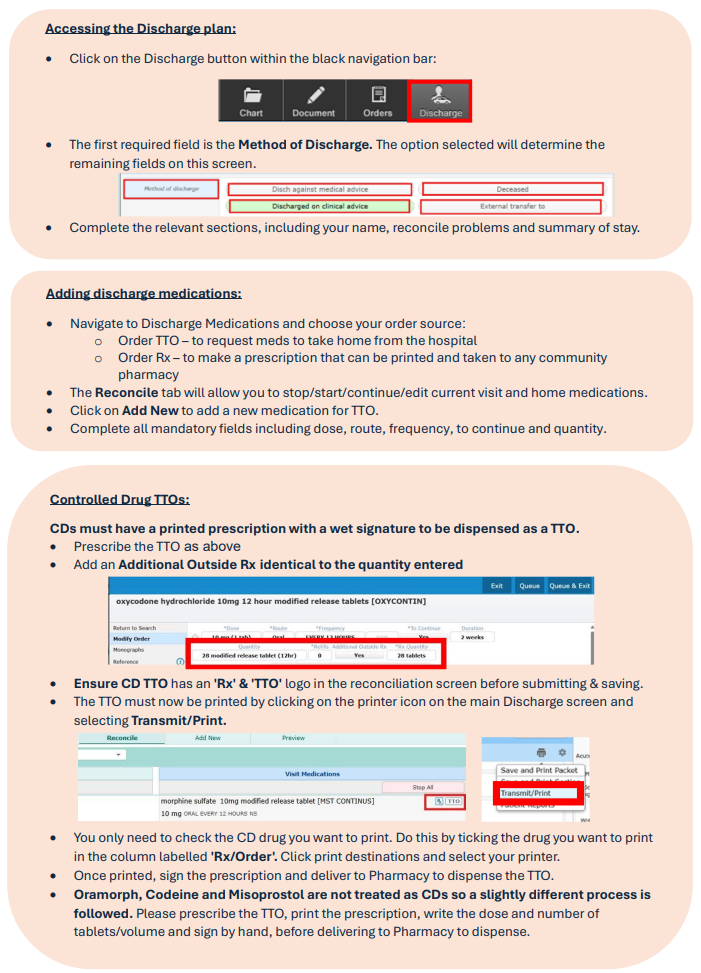 Accessing the Discharge plan:
• Click on the Discharge button within the black navigation bar:
Chart Document Orders Discharge
• The first required field is the Method of Discharge. The option selected will determine the
remaining fields on this screen.
Method of discharge Disch against medical advice Deceased
Discharged on clinical advice External transfer to
• Complete the relevant sections, including your name, reconcile problems and summary of stay.
Adding discharge medications:
• Navigate to Discharge Medications and choose your order source:
o Order TTO – to request meds to take home from the hospital
o Order Rx – to make a prescription that can be printed and taken to any community
pharmacy
• The Reconcile tab will allow you to stop/start/continue/edit current visit and home medications.
• Click on Add New to add a new medication for TTO.
• Complete all mandatory fields including dose, route, frequency, to continue and quantity.
Controlled Drug TTOs:
CDs must have a printed prescription with a wet signature to be dispensed as a TTO.
• Prescribe the TTO as above
• Add an Additional Outside Rx identical to the quantity entered
Exit Queue Queue & Exit
oxycodone hydrochloride 10mg 12 hour modified release tablets [OXYCONTIN]
Return to Search *Dose *Route *Frequency *To Continue Duration
Modify Order 10 mg (1 tab) Oral EVERY 12 HOURS Yes 2 weeks
Monographs Quantity *Refills Additional Outside Rx *Rx Quantity
Reference 28 modified release tablet (12hr) 0 Yes 28 tablets
• Ensure CD TTO has an 'Rx' & 'TTO' logo in the reconciliation screen before submitting & saving.
• The TTO must now be printed by clicking on the printer icon on the main Discharge screen and
selecting Transmit/Print.
Reconcile Add New Preview
Visit Medications
Stop All
morphine sulfate 10mg modified release tablet [MST CONTINUS] TTO
10 mg ORAL EVERY 12 HOURS NS
Save and Print Packet
Transmit/Print
Patient Reports
• You only need to check the CD drug you want to print. Do this by ticking the drug you want to print
in the column labelled 'Rx/Order'. Click print destinations and select your printer.
• Once printed, sign the prescription and deliver to Pharmacy to dispense the TTO.
• Oramorph, Codeine and Misoprostol are not treated as CDs so a slightly different process is
followed. Please prescribe the TTO, print the prescription, write the dose and number of
tablets/volume and sign by hand, before delivering to Pharmacy to dispense.